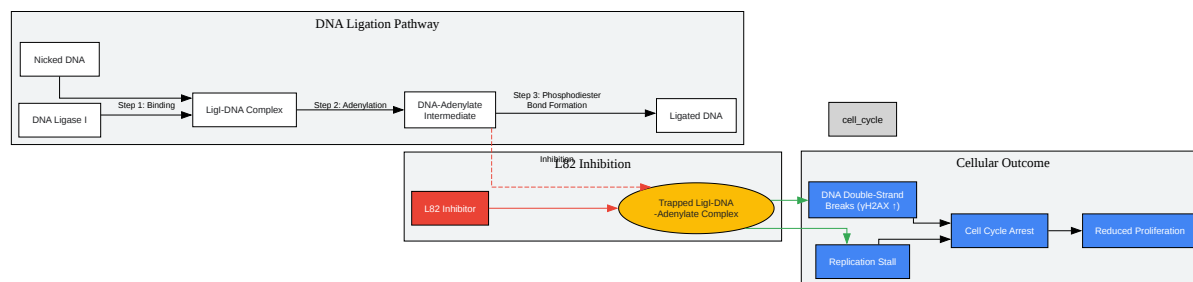 DNA Ligation Pathway
Nicked DNA
DNA Ligase I
Step 1: Binding
LigI-DNA Complex
Step 2: Adenylation
DNA-Adenylate
Intermediate
Step 3: Phosphodiester
Bond Formation
Ligated DNA
cell_cycle
Inhibition
L82 Inhibition
L82 Inhibitor
Trapped LigI-DNA
-Adenylate Complex
Cellular Outcome
DNA Double-Strand
Breaks (γH2AX ↑)
Replication Stall
Cell Cycle Arrest
Reduced Proliferation